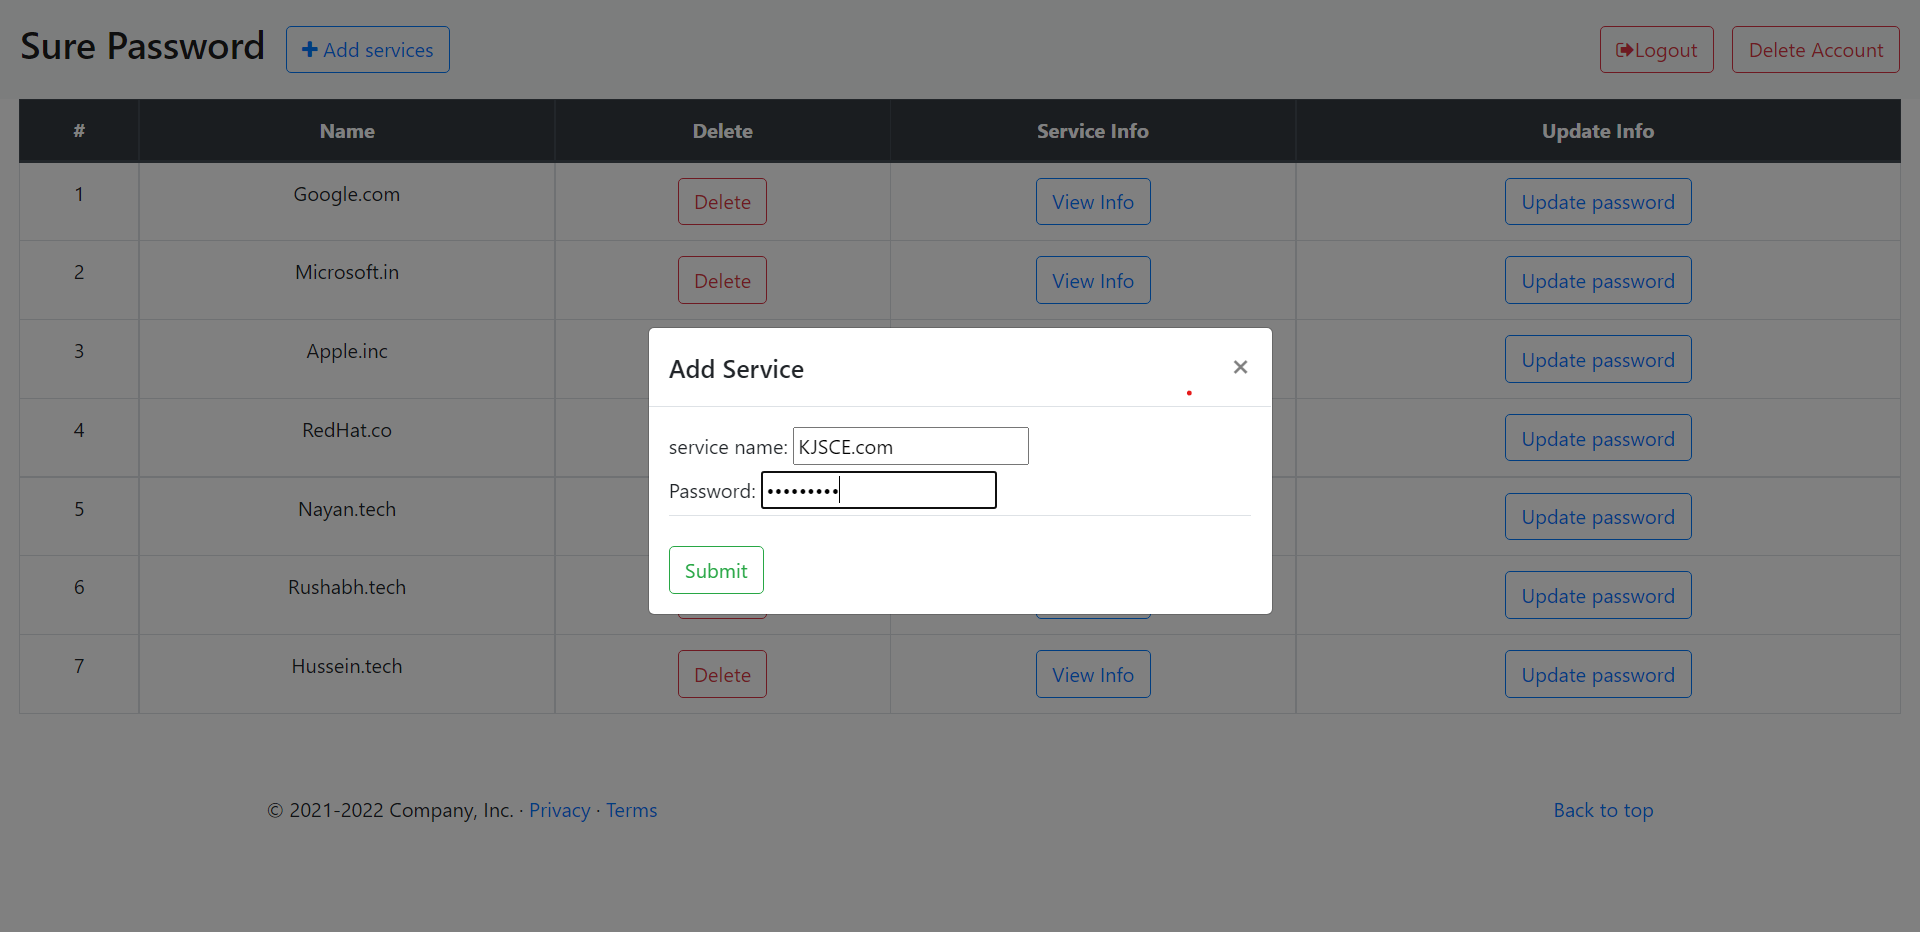 Sure Password Add services Logout Delete Account
# Name Delete Service Info Update Info
1 Google.com Delete View Info Update password
2 Microsoft.in Delete View Info Update password
3 Apple.inc Update password
4 RedHat.co Update password
5 Nayan.tech Update password
6 Rushabh.tech Update password
7 Hussein.tech Delete View Info Update password
Add Service ×
service name: KJSCE.com
Password: •••••••••
Submit
© 2021-2022 Company, Inc. · Privacy · Terms Back to top